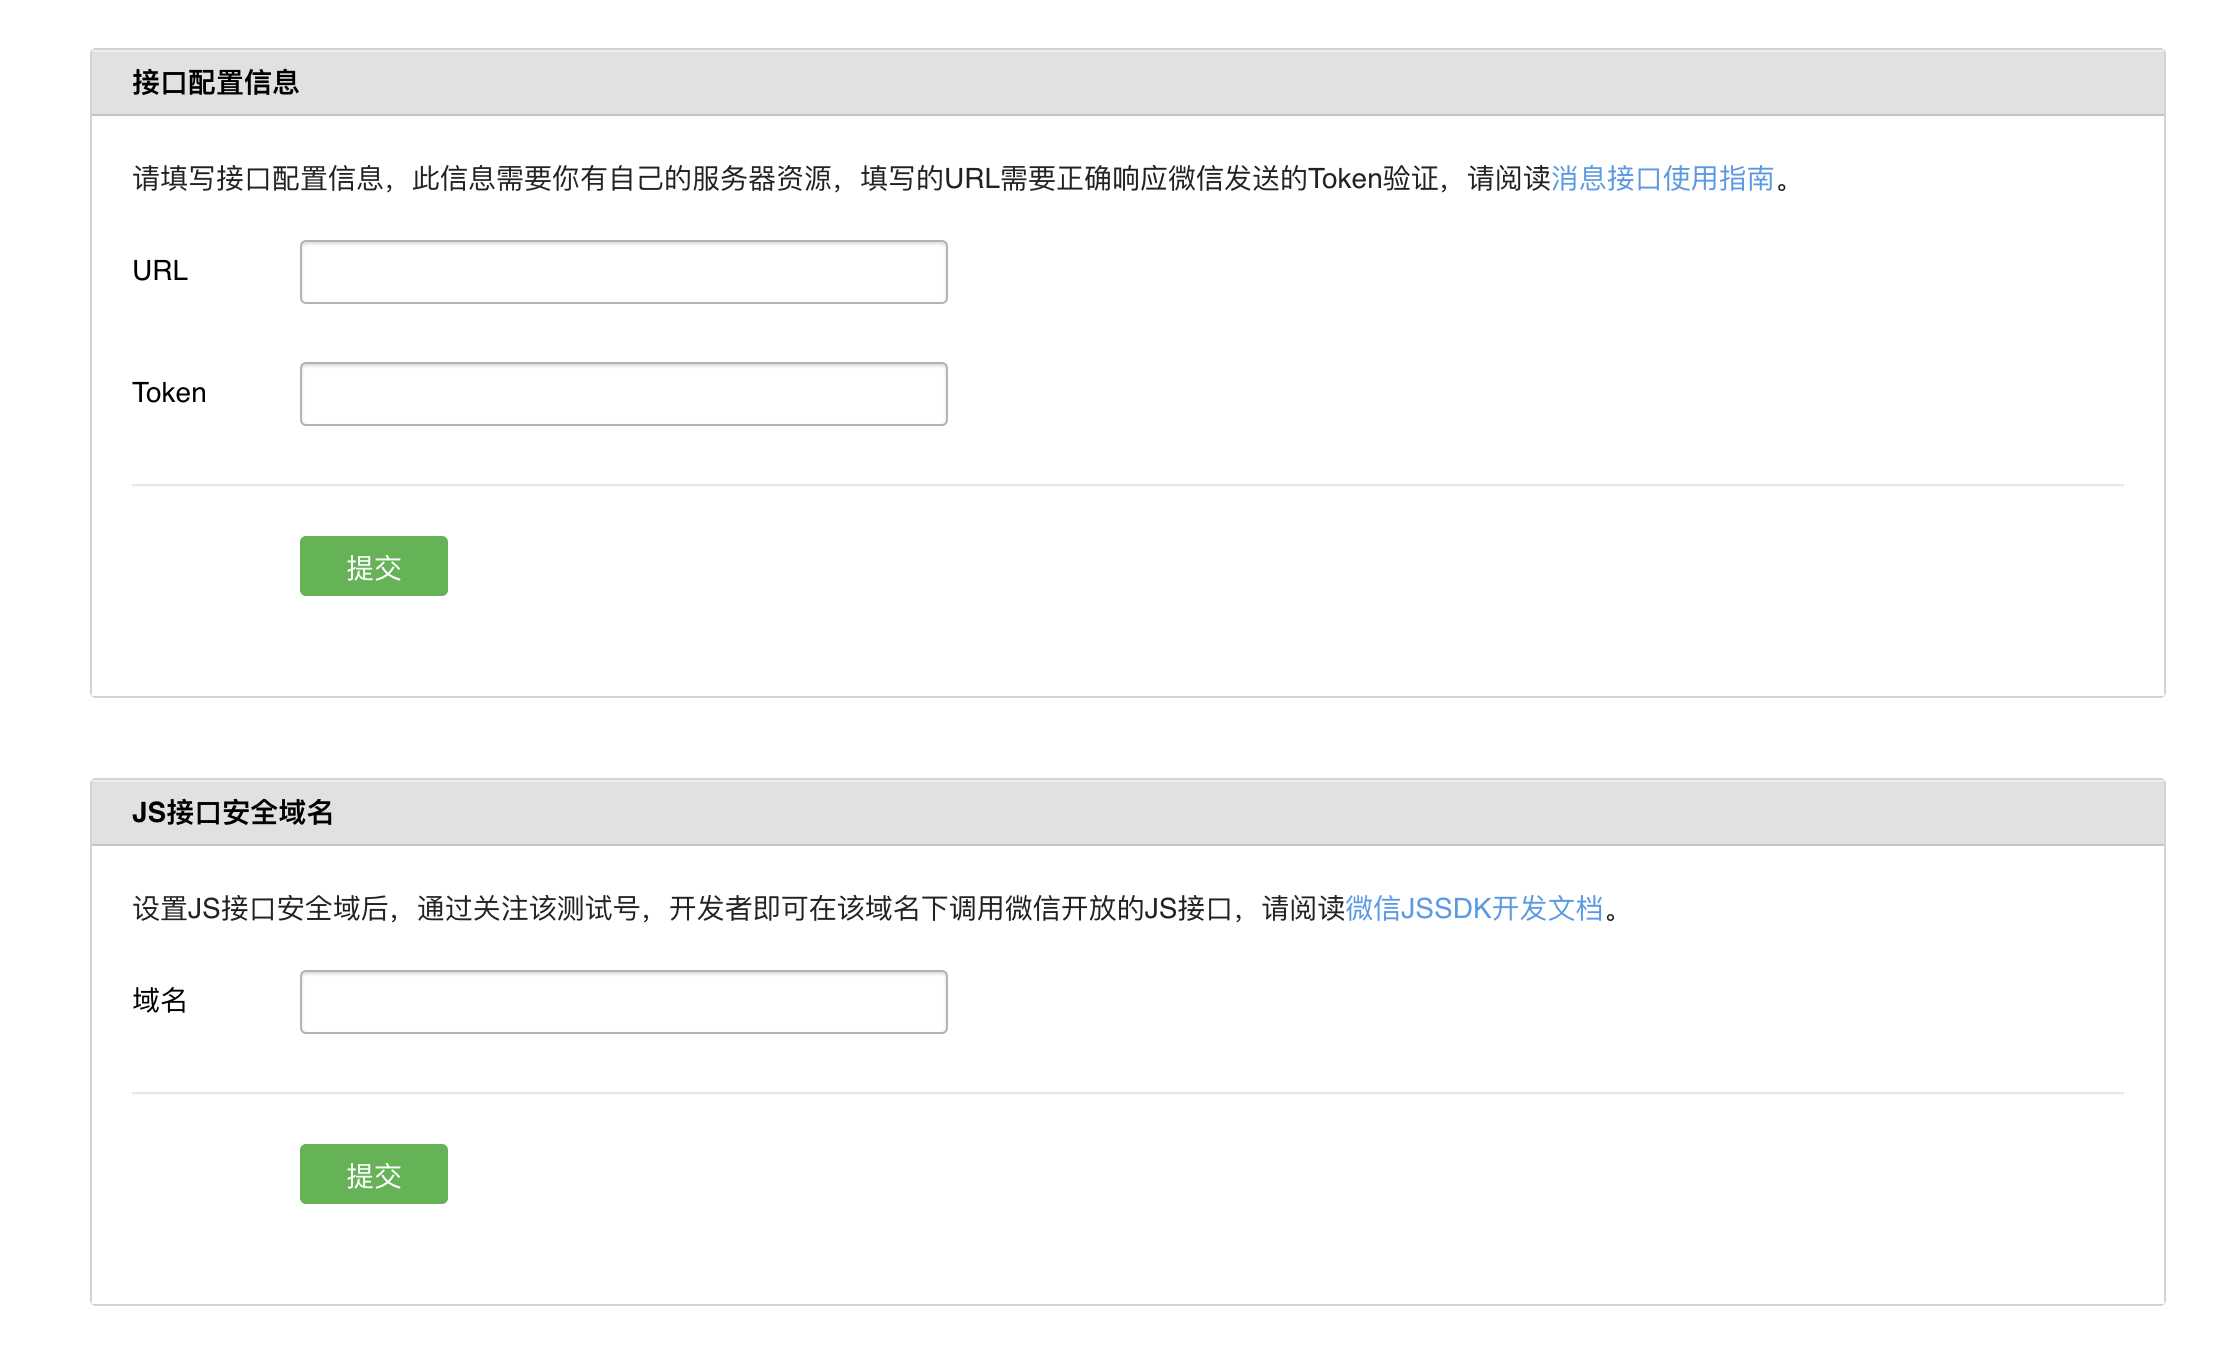 接口配置信息
请填写接口配置信息，此信息需要你有自己的服务器资源，填写的URL需要正确响应微信发送的Token验证，请阅读消息接口使用指南。
URL
Token
提交
JS接口安全域名
设置JS接口安全域后，通过关注该测试号，开发者即可在该域名下调用微信开放的JS接口，请阅读微信JSSDK开发文档。
域名
提交